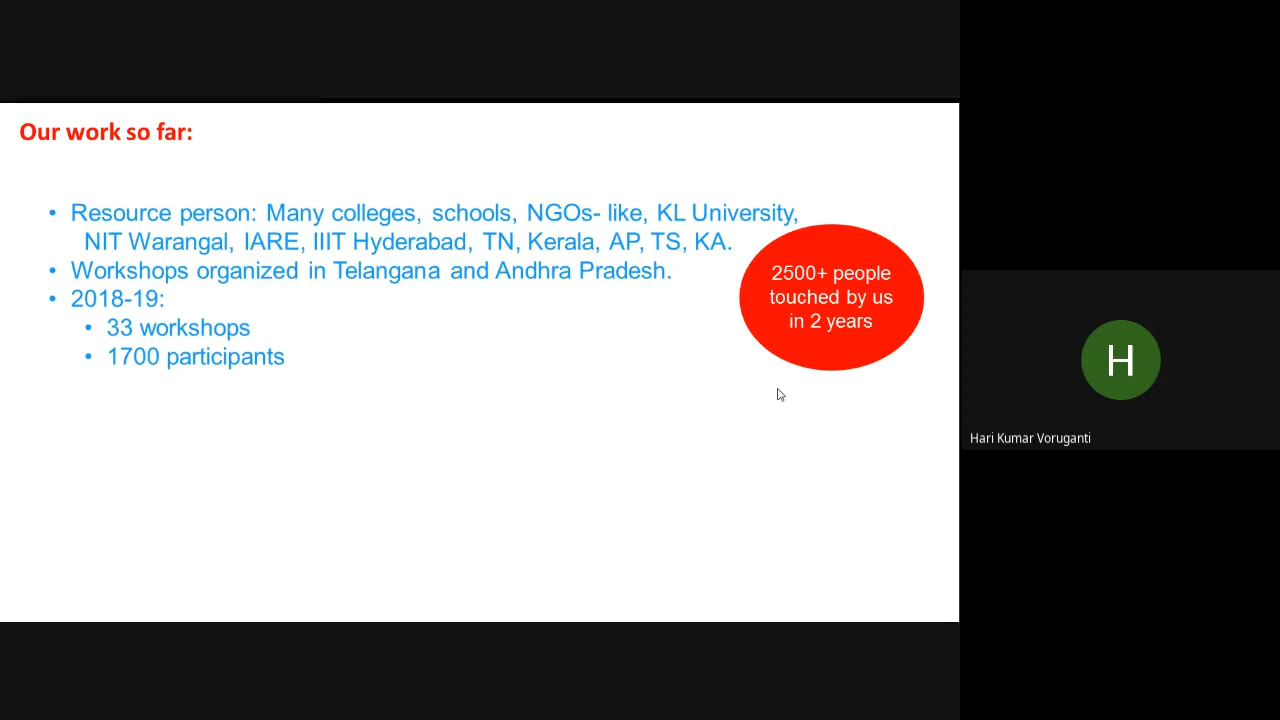 Our work so far:
• Resource person: Many colleges, schools, NGOs- like, KL University,
NIT Warangal, IARE, IIIT Hyderabad, TN, Kerala, AP, TS, KA.
• Workshops organized in Telangana and Andhra Pradesh.
• 2018-19:
• 33 workshops
• 1700 participants
2500+ people
touched by us
in 2 years
H
Hari Kumar Voruganti